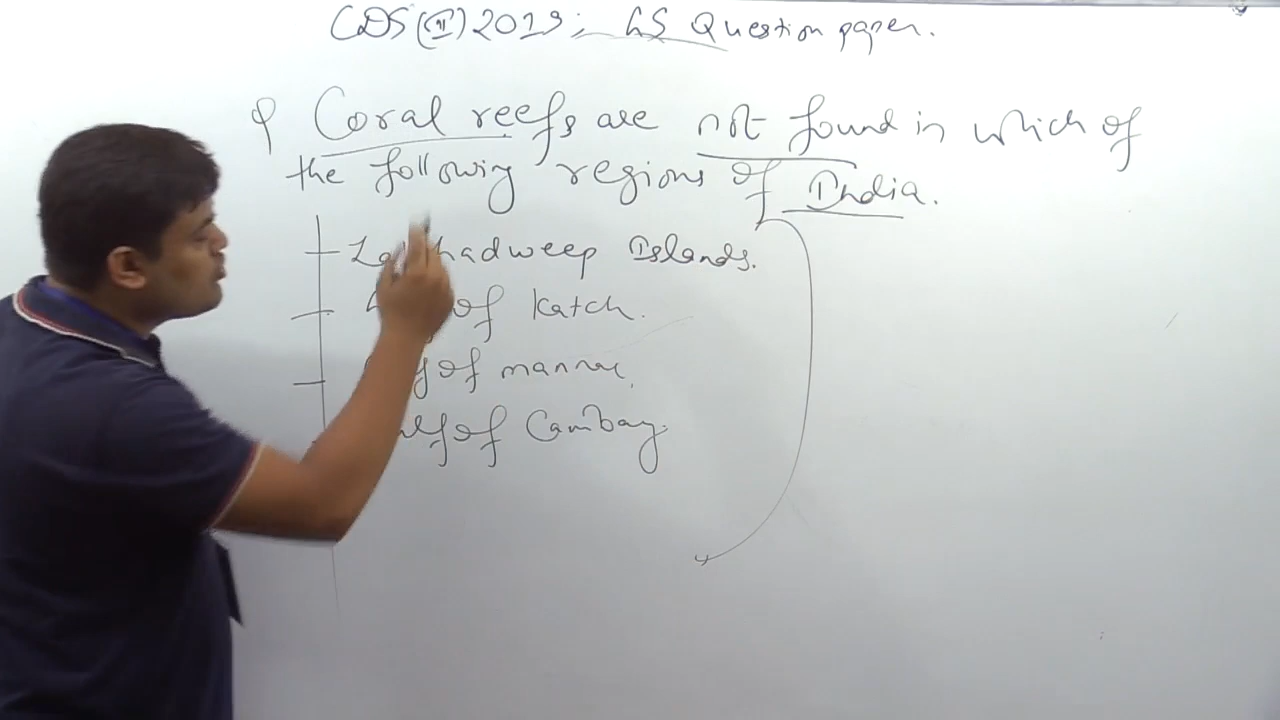 CDS (II) 2019; GS Question paper.
Q Coral reefs are not found in which of
the following regions of India.
Islands.
of Katch.
of mannar,
of Cambay.